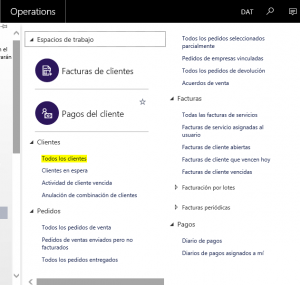 Operations
DAT
n el
rarán
Espacios de trabajo
Facturas de clientes
Pagos del cliente
Clientes
Todos los clientes
Clientes en espera
Actividad de cliente vencida
Anulación de combinación de clientes
Pedidos
Todos los pedidos de venta
Pedidos de ventas enviados pero no
facturados
Todos los pedidos entregados
Todos los pedidos seleccionados
parcialmente
Pedidos de empresas vinculadas
Todos los pedidos de devolución
Acuerdos de venta
Facturas
Todas las facturas de servicios
Facturas de servicio asignadas al
usuario
Facturas de cliente abiertas
Facturas de cliente que vencen hoy
Facturas de cliente vencidas
Facturación por lotes
Facturas periódicas
Pagos
Diario de pagos
Diarios de pagos asignados a mí